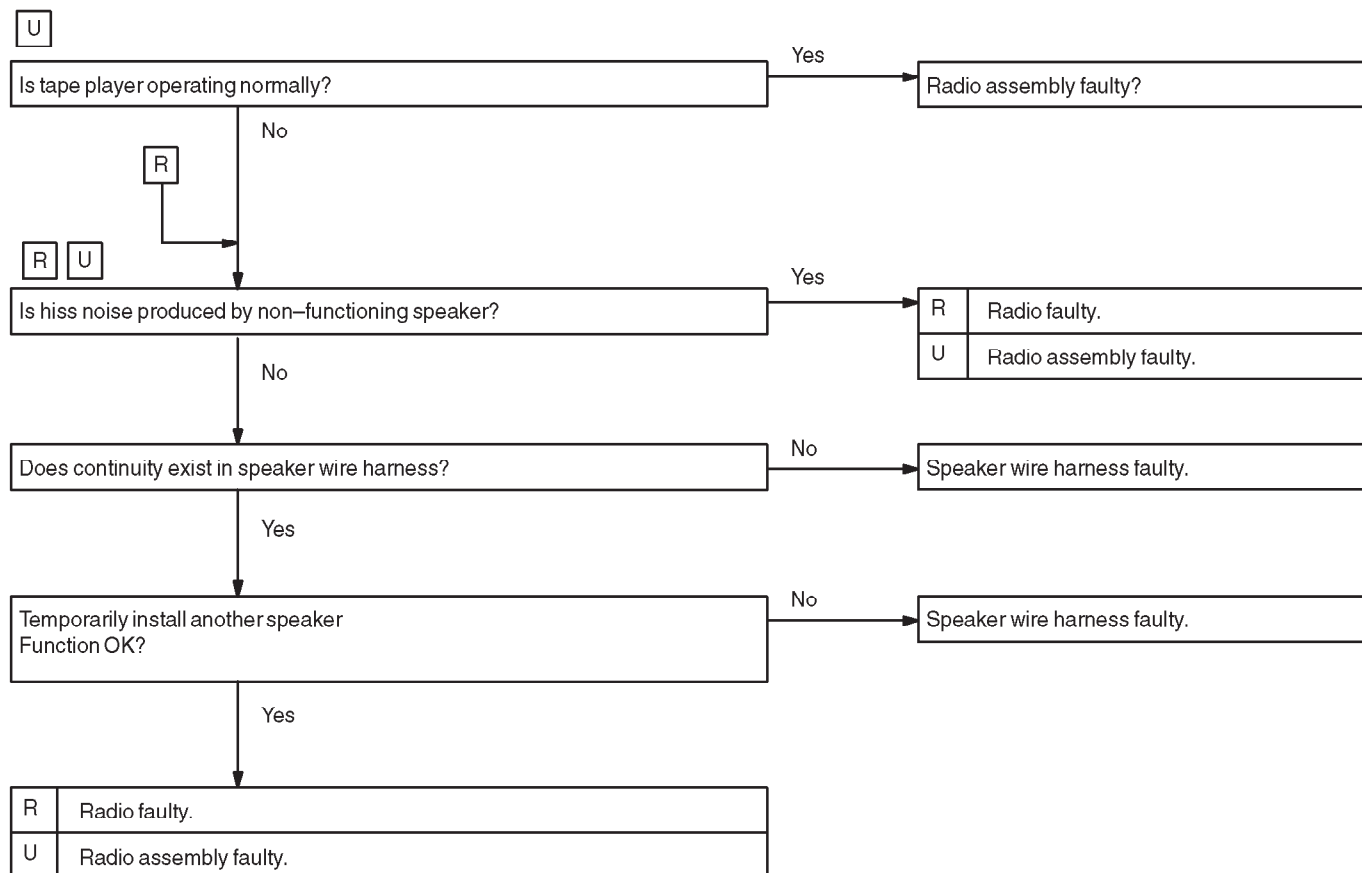 U
Is tape player operating normally?
Yes
Radio assembly faulty?
No
R
R U
Is hiss noise produced by non–functioning speaker?
Yes
R Radio faulty.
U Radio assembly faulty.
No
Does continuity exist in speaker wire harness?
No
Speaker wire harness faulty.
Yes
Temporarily install another speaker
Function OK?
No
Speaker wire harness faulty.
Yes
R Radio faulty.
U Radio assembly faulty.